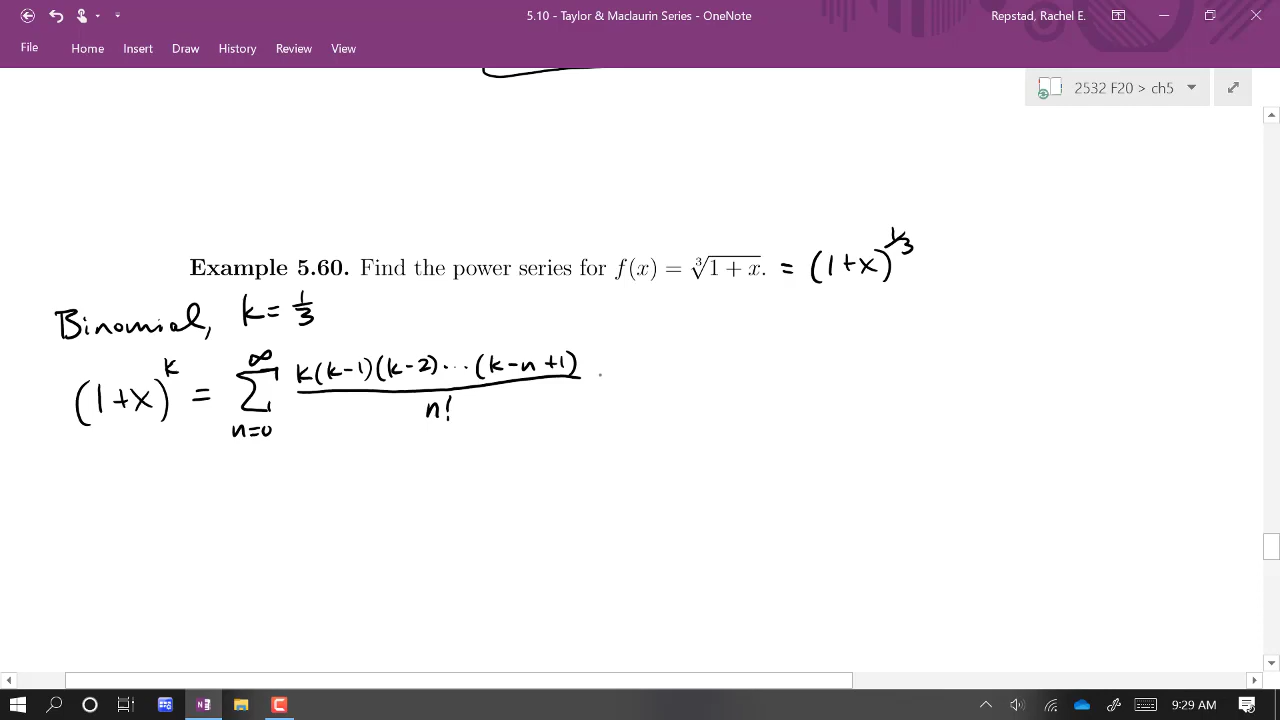 5.10 - Taylor & Maclaurin Series - OneNote
Repstad, Rachel E.
File Home Insert Draw History Review View
2532 F20 > ch5
Example 5.60. Find the power series for f(x) = ∛(1 + x). = (1+x)^(1/3)
Binomial, k = 1/3
(1+x)^k = ∑_{n=0}^{∞} k(k-1)(k-2)···(k-n+1) / n!
9:29 AM